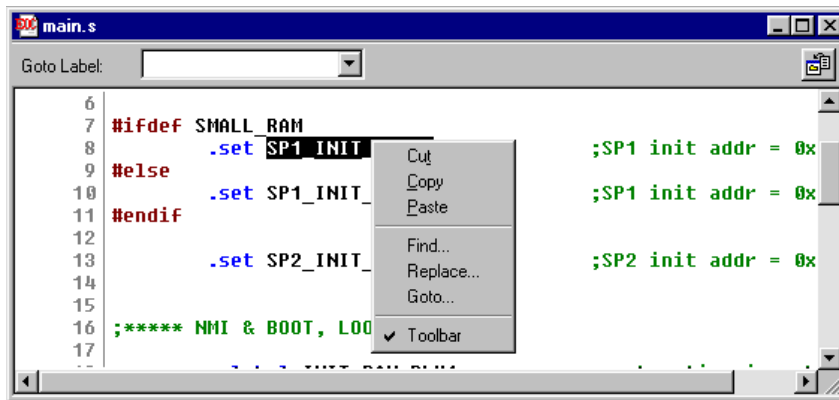 main.s
Goto Label:
6
7 #ifdef SMALL_RAM
8 .set SP1_INIT_ ;SP1 init addr = 0x
9 #else
10 .set SP1_INIT_ ;SP1 init addr = 0x
11 #endif
12
13 .set SP2_INIT_ ;SP2 init addr = 0x
14
15
16 ;***** NMI & BOOT, LOO
17
Cut
Copy
Paste
Find...
Replace...
Goto...
Toolbar